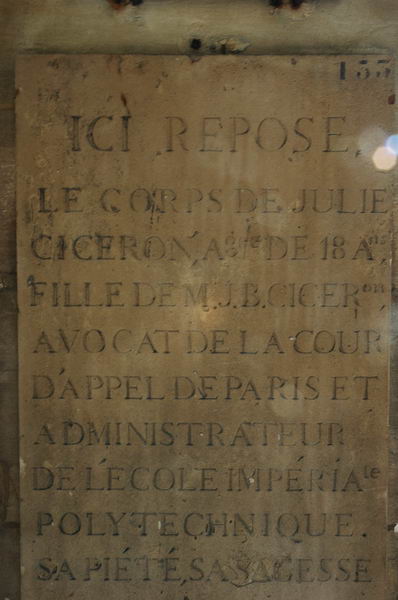 133
ICI REPOSE
LE CORPS DE JULIE
CICERON, AGÉE DE 18 ANS
FILLE DE M. J.B. CICERON
AVOCAT DE LA COUR
D'APPEL DE PARIS ET
ADMINISTRATEUR
DE L'ÉCOLE IMPÉRIAle
POLYTECHNIQUE.
SA PIÉTÉ, SA SAGESSE